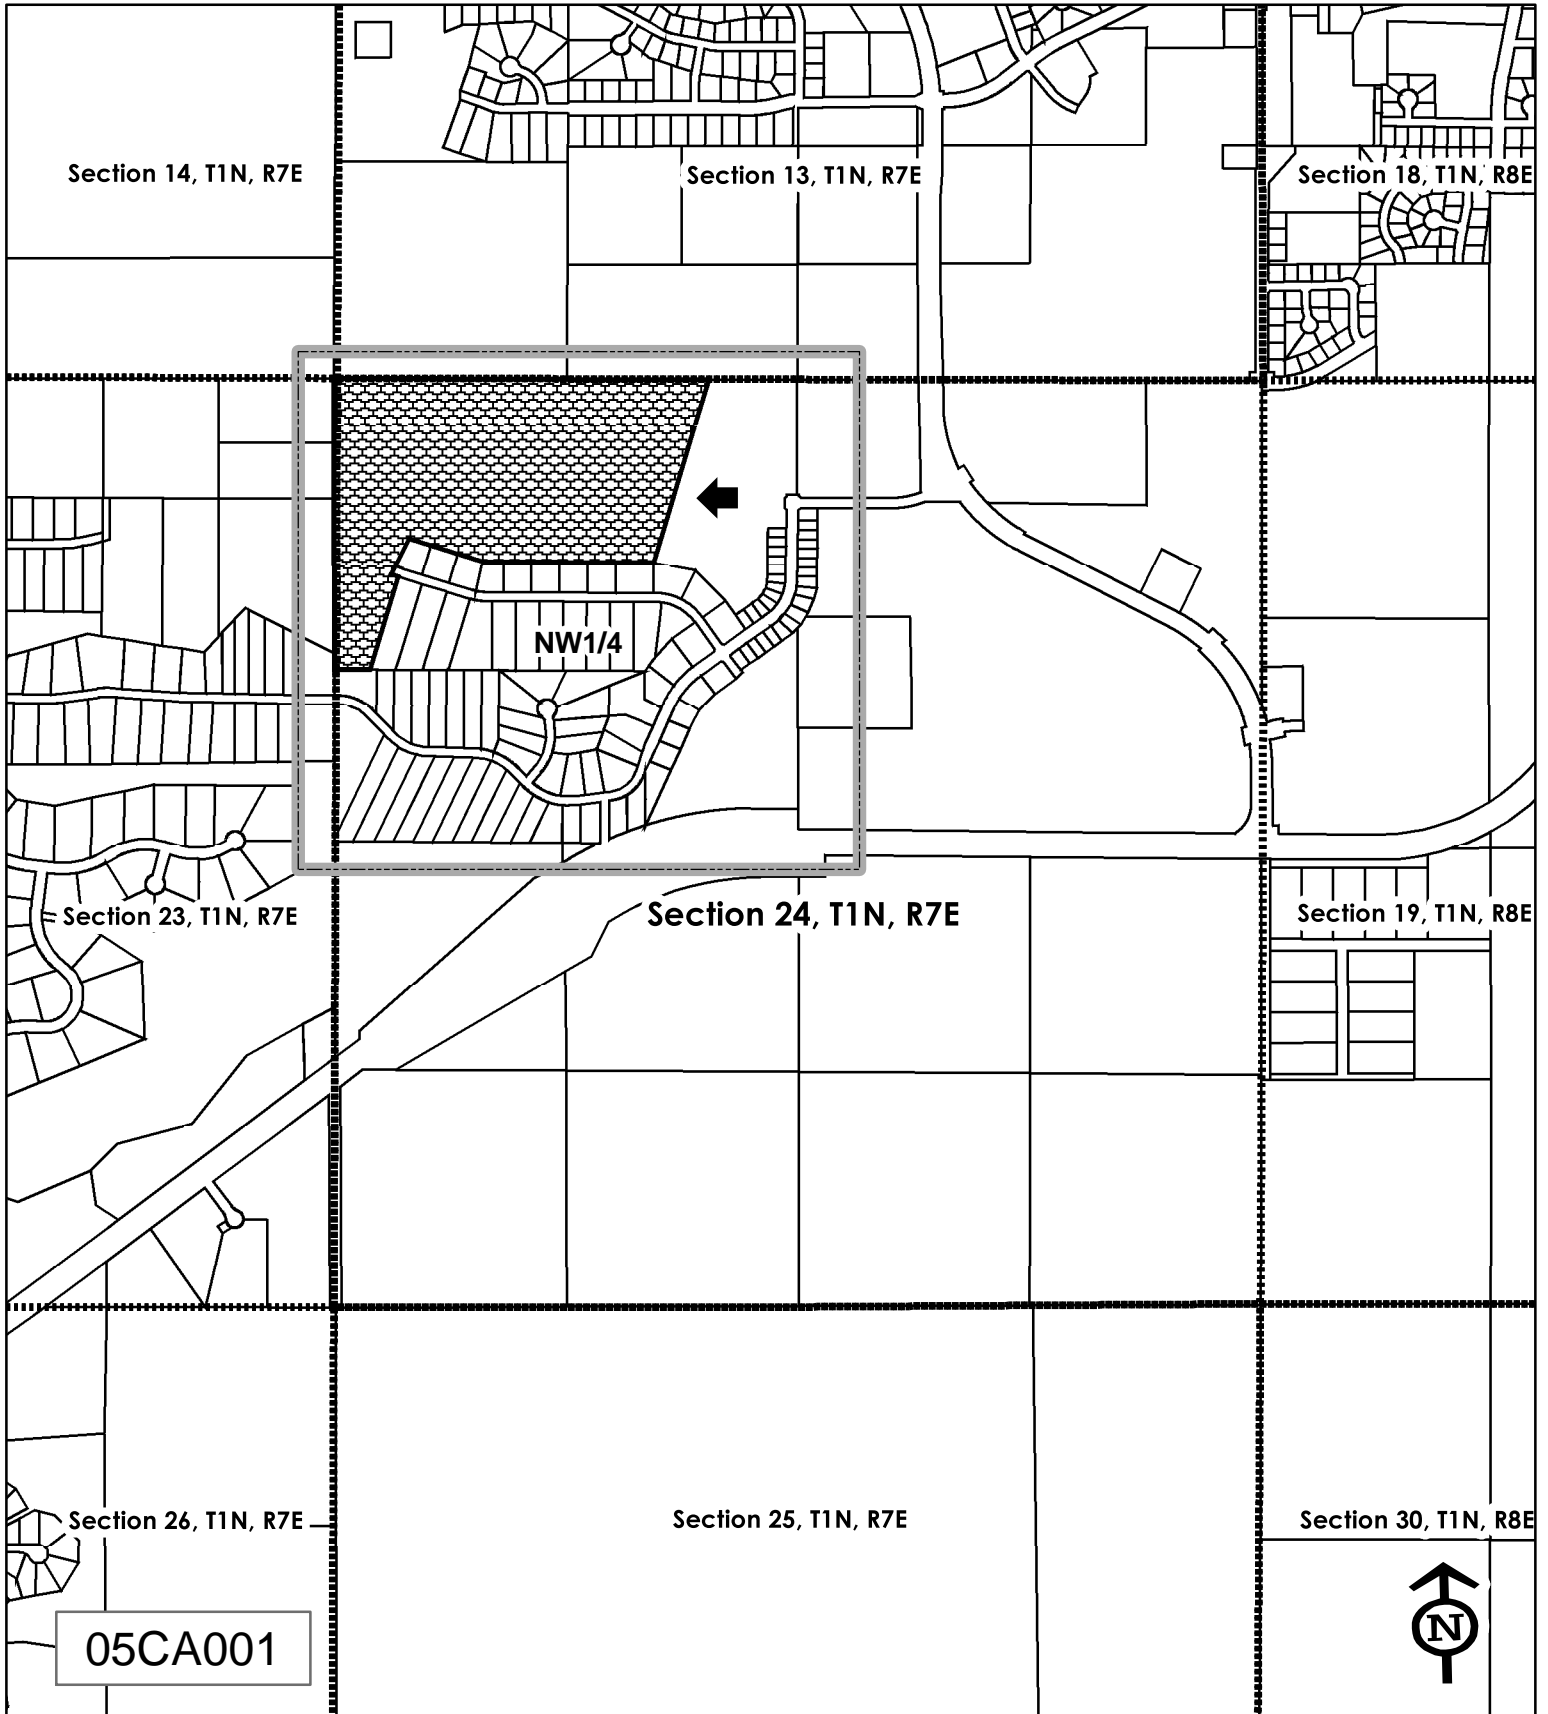 Section 14, T1N, R7E
Section 13, T1N, R7E
Section 18, T1N, R8E
NW1/4
Section 23, T1N, R7E
Section 24, T1N, R7E
Section 19, T1N, R8E
Section 26, T1N, R7E
Section 25, T1N, R7E
Section 30, T1N, R8E
05CA001
N